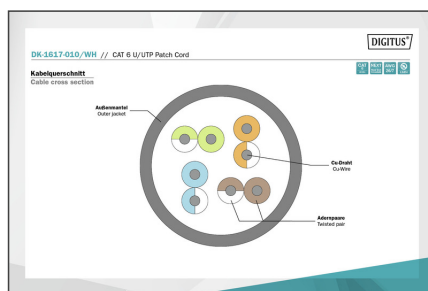 DIGITUS®
DK-1617-010/WH // CAT 6 U/UTP Patch Cord
Kabelquerschnitt
Cable cross section
Außenmantel
Outer jacket
Cu-Draht
Cu-Wire
Adernpaare
Twisted pair